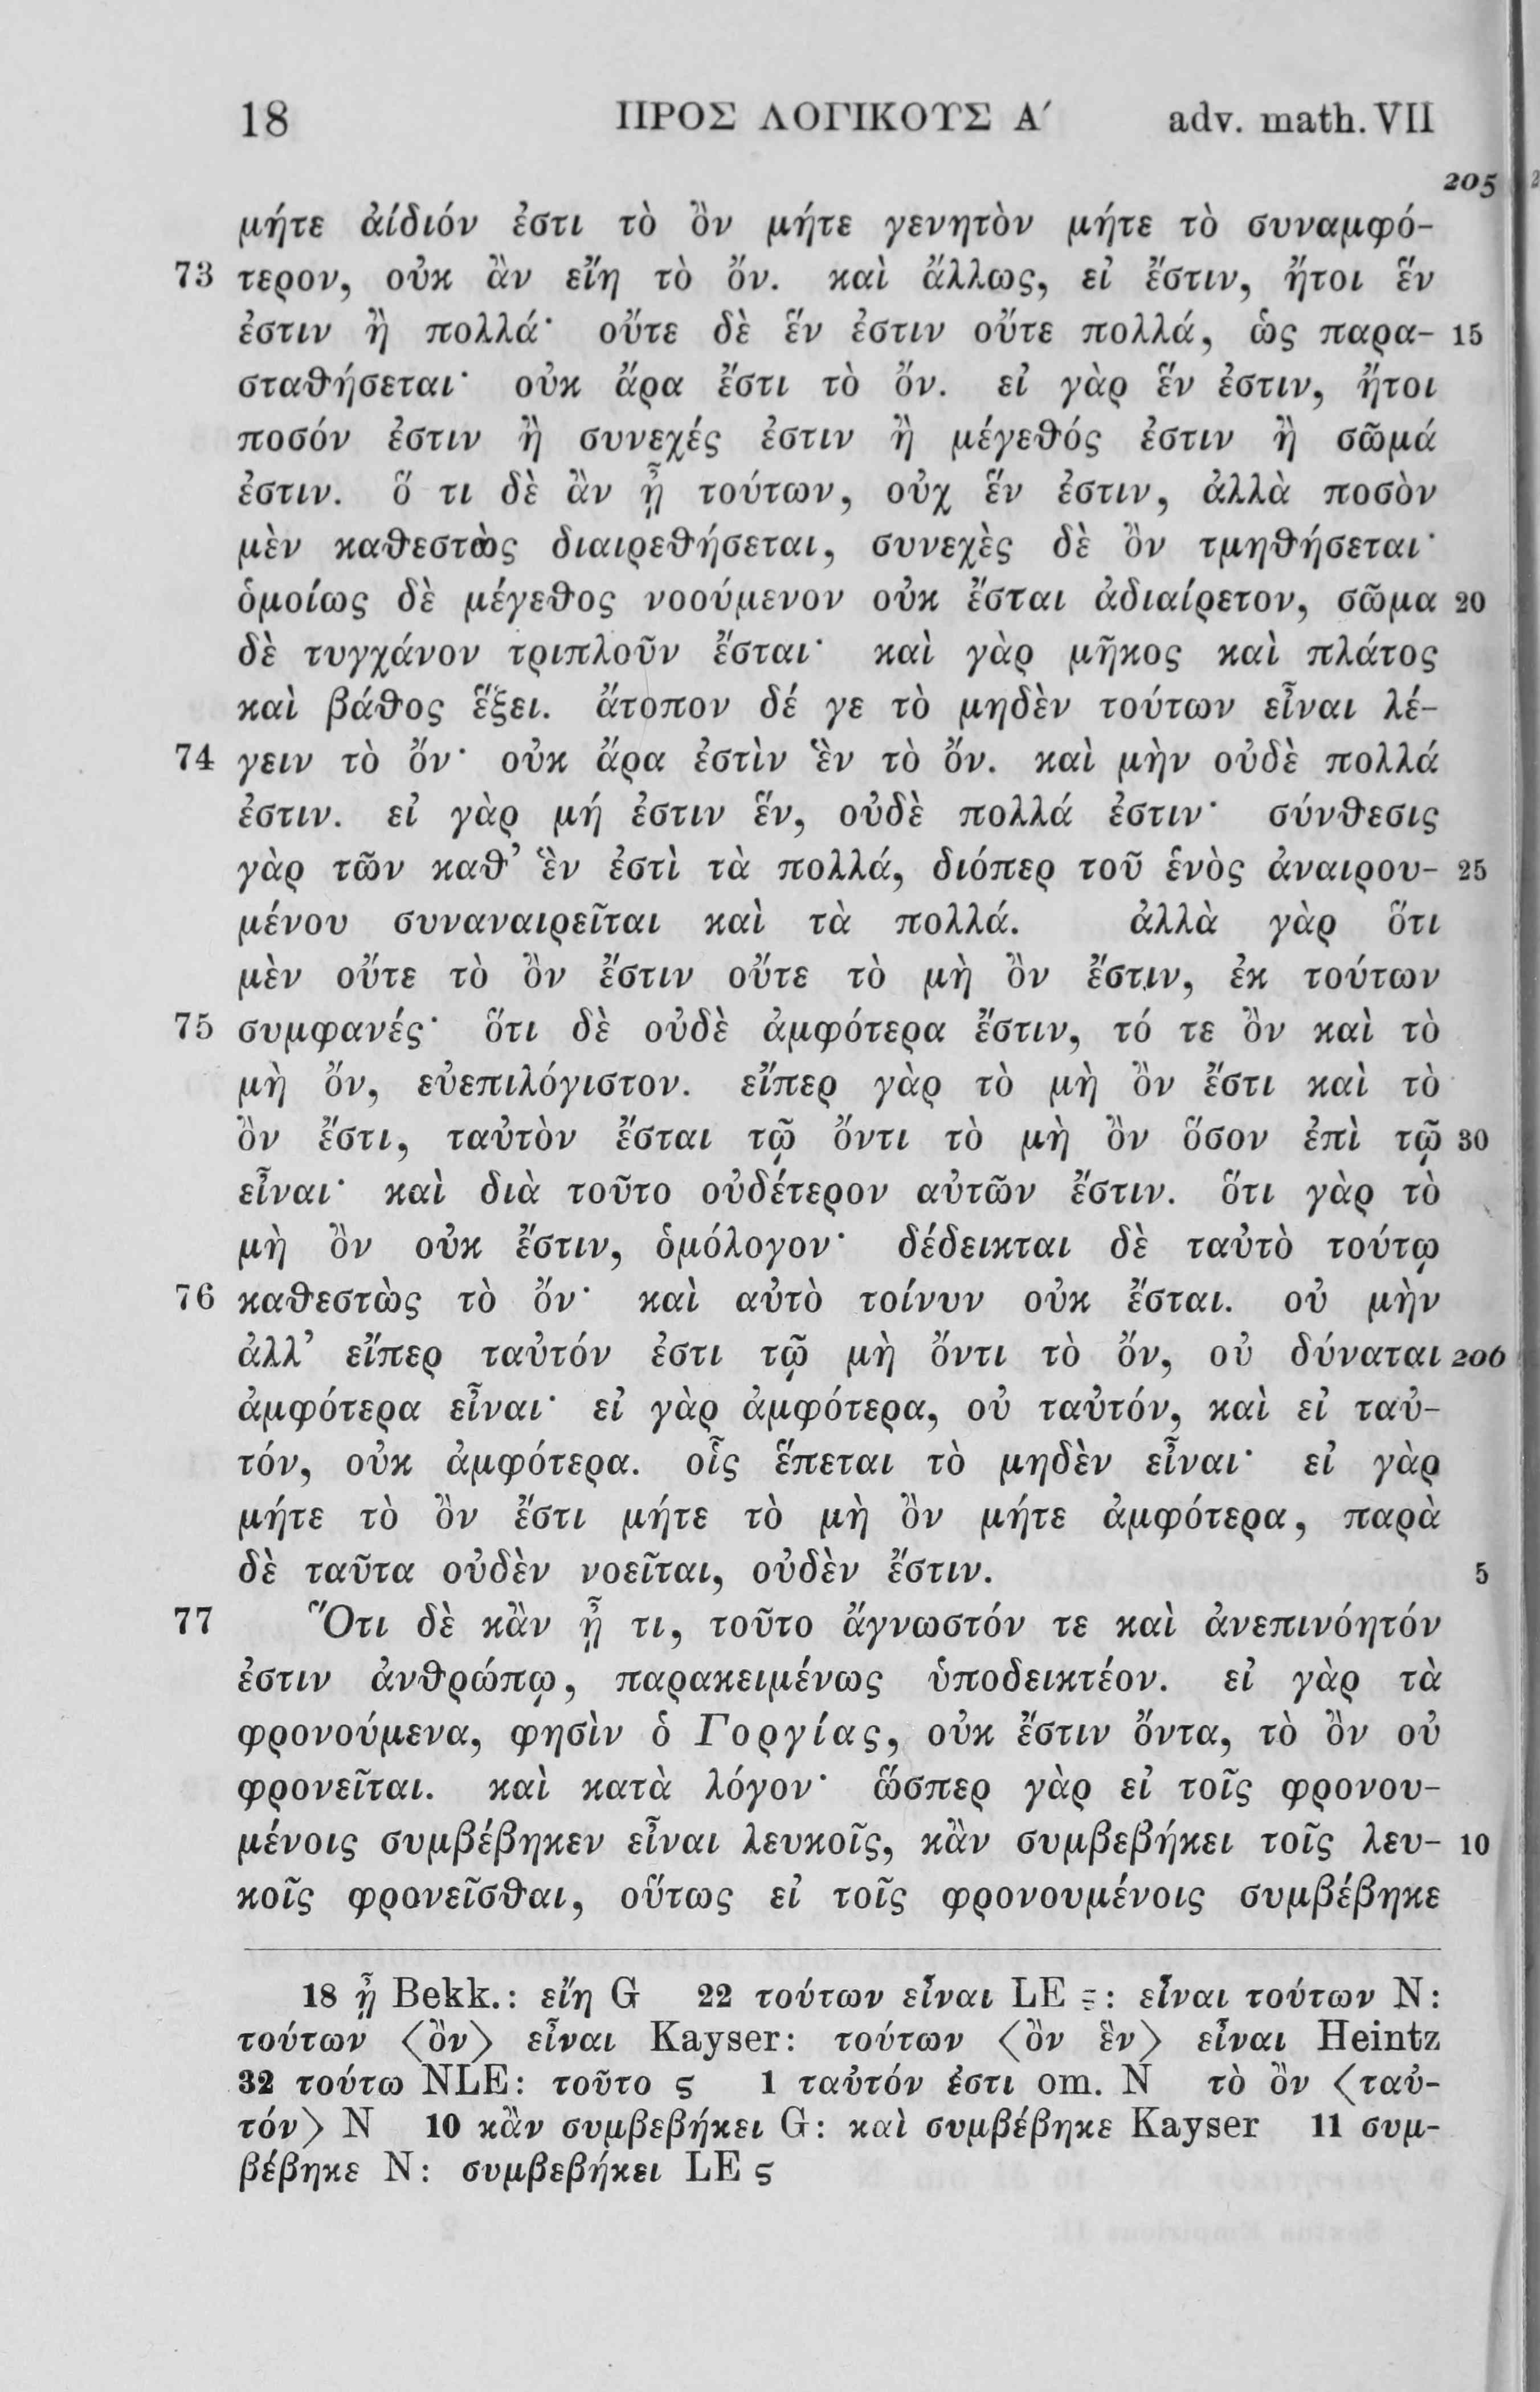 18 ΠΡΟΣ ΛΟΓΙΚΟΥΣ Α′ adv. math. VII
205
μήτε ἀίδιόν ἐστι τὸ ὂν μήτε γενητὸν μήτε τὸ συναμφό-
73 τερον, οὐκ ἂν εἴη τὸ ὄν. καὶ ἄλλως, εἰ ἔστιν, ἤτοι ἕν
ἐστιν ἢ πολλά· οὔτε δὲ ἕν ἐστιν οὔτε πολλά, ὡς παρα- 15
σταθήσεται· οὐκ ἄρα ἔστι τὸ ὄν. εἰ γὰρ ἕν ἐστιν, ἤτοι
ποσόν ἐστιν ἢ συνεχές ἐστιν ἢ μέγεθός ἐστιν ἢ σῶμά
ἐστιν. ὅ τι δὲ ἂν ᾖ τούτων, οὐχ ἕν ἐστιν, ἀλλὰ ποσὸν
μὲν καθεστὼς διαιρεθήσεται, συνεχὲς δὲ ὂν τμηθήσεται·
ὁμοίως δὲ μέγεθος νοούμενον οὐκ ἔσται ἀδιαίρετον, σῶμα 20
δὲ τυγχάνον τριπλοῦν ἔσται· καὶ γὰρ μῆκος καὶ πλάτος
καὶ βάθος ἕξει. ἄτοπον δέ γε τὸ μηδὲν τούτων εἶναι λέ-
74 γειν τὸ ὄν· οὐκ ἄρα ἐστὶν ἓν τὸ ὄν. καὶ μὴν οὐδὲ πολλά
ἐστιν. εἰ γὰρ μή ἐστιν ἕν, οὐδὲ πολλά ἐστιν· σύνθεσις
γὰρ τῶν καθ’ ἓν ἐστὶ τὰ πολλά, διόπερ τοῦ ἑνὸς ἀναιρου- 25
μένου συναναιρεῖται καὶ τὰ πολλά. ἀλλὰ γὰρ ὅτι
μὲν οὔτε τὸ ὂν ἔστιν οὔτε τὸ μὴ ὂν ἔστιν, ἐκ τούτων
75 συμφανές· ὅτι δὲ οὐδὲ ἀμφότερα ἔστιν, τό τε ὂν καὶ τὸ
μὴ ὄν, εὐεπιλόγιστον. εἴπερ γὰρ τὸ μὴ ὂν ἔστι καὶ τὸ
ὂν ἔστι, ταὐτὸν ἔσται τῷ ὄντι τὸ μὴ ὂν ὅσον ἐπὶ τῷ 30
εἶναι· καὶ διὰ τοῦτο οὐδέτερον αὐτῶν ἔστιν. ὅτι γὰρ τὸ
μὴ ὂν οὐκ ἔστιν, ὁμόλογον· δέδεικται δὲ ταὐτὸ τούτῳ
76 καθεστὼς τὸ ὄν· καὶ αὐτὸ τοίνυν οὐκ ἔσται. οὐ μὴν
ἀλλ’ εἴπερ ταὐτόν ἐστι τῷ μὴ ὄντι τὸ ὄν, οὐ δύναται 206
ἀμφότερα εἶναι· εἰ γὰρ ἀμφότερα, οὐ ταὐτόν, καὶ εἰ ταὐ-
τόν, οὐκ ἀμφότερα. οἷς ἕπεται τὸ μηδὲν εἶναι· εἰ γὰρ
μήτε τὸ ὂν ἔστι μήτε τὸ μὴ ὂν μήτε ἀμφότερα, παρὰ
δὲ ταῦτα οὐδὲν νοεῖται, οὐδὲν ἔστιν. 5
77 Ὅτι δὲ κἂν ᾖ τι, τοῦτο ἄγνωστόν τε καὶ ἀνεπινόητόν
ἐστιν ἀνθρώπῳ, παρακειμένως ὑποδεικτέον. εἰ γὰρ τὰ
φρονούμενα, φησὶν ὁ Γοργίας, οὐκ ἔστιν ὄντα, τὸ ὂν οὐ
φρονεῖται. καὶ κατὰ λόγον· ὥσπερ γὰρ εἰ τοῖς φρονου-
μένοις συμβέβηκεν εἶναι λευκοῖς, κἂν συμβεβήκει τοῖς λευ- 10
κοῖς φρονεῖσθαι, οὕτως εἰ τοῖς φρονουμένοις συμβέβηκε
18 ᾖ Bekk.: εἴη G 22 τούτων εἶναι LE ς: εἶναι τούτων N:
τούτων ⟨ὂν⟩ εἶναι Kayser: τούτων ⟨ὂν ἓν⟩ εἶναι Heintz
32 τούτω NLE: τοῦτο ς 1 ταὐτόν ἐστι om. N τὸ ὂν ⟨ταὐ-
τόν⟩ N 10 κἂν συμβεβήκει G: καὶ συμβέβηκε Kayser 11 συμ-
βέβηκε N: συμβεβήκει LE ς